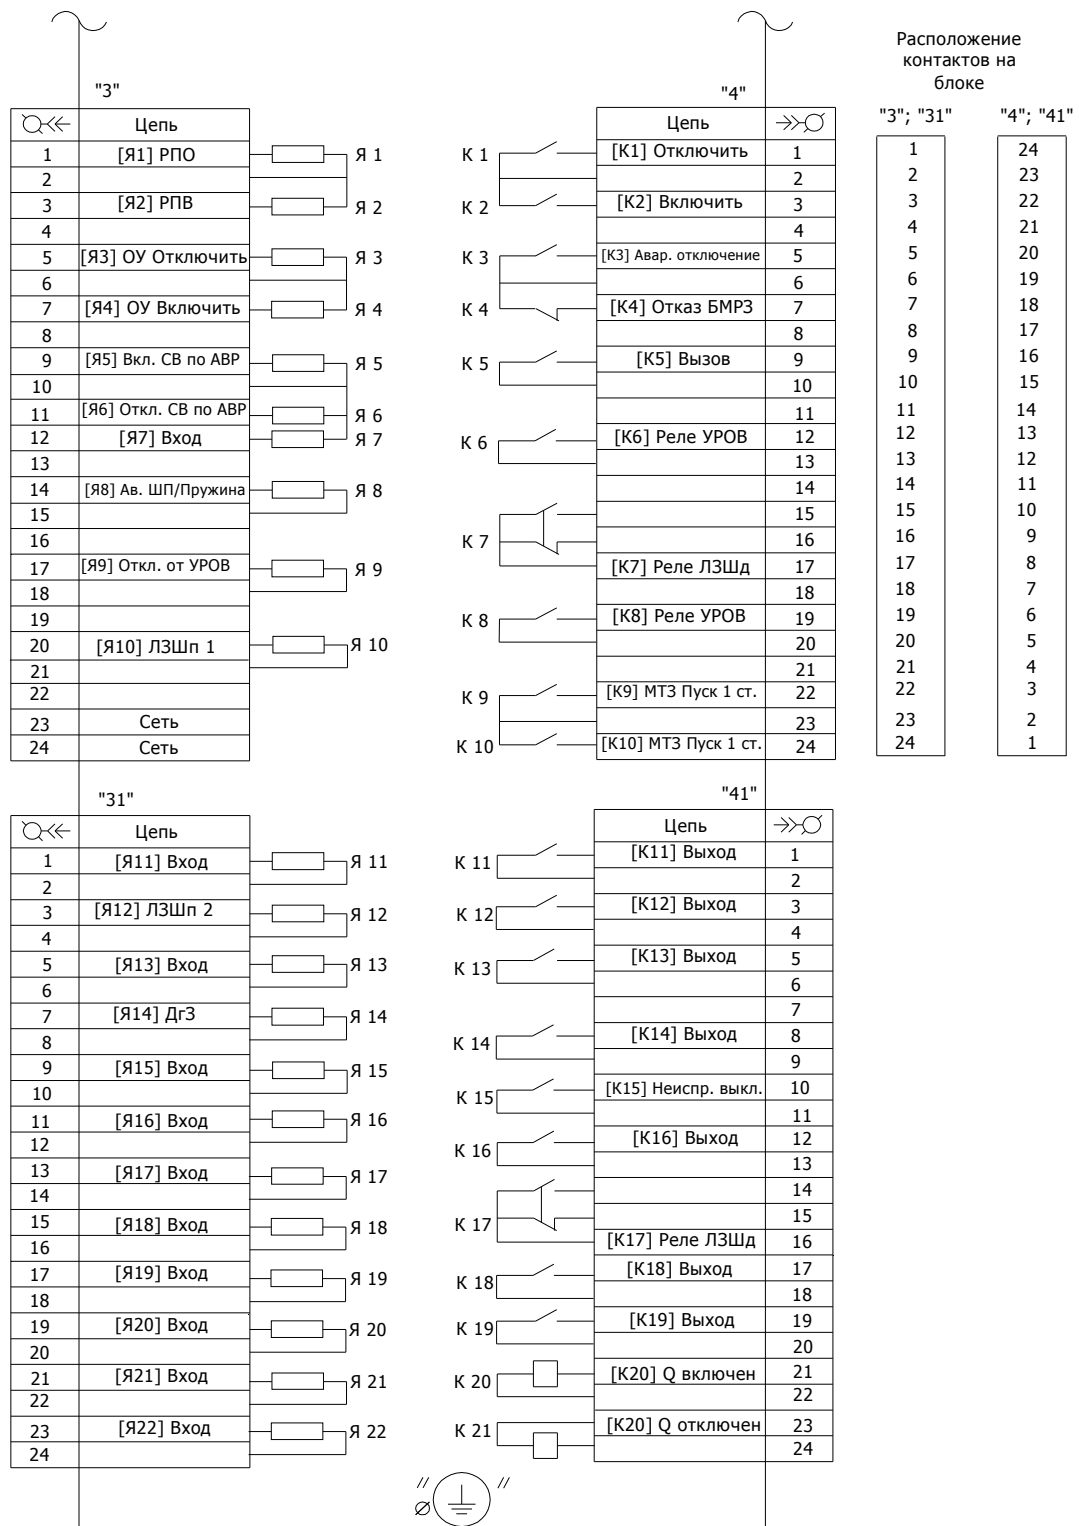 "3"
Цепь
1 [Я1] РПО Я 1
2
3 [Я2] РПВ Я 2
4
5 [Я3] ОУ Отключить Я 3
6
7 [Я4] ОУ Включить Я 4
8
9 [Я5] Вкл. СВ по АВР Я 5
10
11 [Я6] Откл. СВ по АВР Я 6
12 [Я7] Вход Я 7
13
14 [Я8] Ав. ШП/Пружина Я 8
15
16
17 [Я9] Откл. от УРОВ Я 9
18
19
20 [Я10] ЛЗШп 1 Я 10
21
22
23 Сеть
24 Сеть
"4"
Цепь
К 1 [К1] Отключить 1
2
К 2 [К2] Включить 3
4
К 3 [К3] Авар. отключение 5
6
К 4 [К4] Отказ БМРЗ 7
8
К 5 [К5] Вызов 9
10
11
К 6 [К6] Реле УРОВ 12
13
14
15
К 7 16
[К7] Реле ЛЗШд 17
18
К 8 [К8] Реле УРОВ 19
20
21
К 9 [К9] МТЗ Пуск 1 ст. 22
23
К 10 [К10] МТЗ Пуск 1 ст. 24
Расположение
контактов на
блоке
"3"; "31" "4"; "41"
1 24
2 23
3 22
4 21
5 20
6 19
7 18
8 17
9 16
10 15
11 14
12 13
13 12
14 11
15 10
16 9
17 8
18 7
19 6
20 5
21 4
22 3
23 2
24 1
"31"
Цепь
1 [Я11] Вход Я 11
2
3 [Я12] ЛЗШп 2 Я 12
4
5 [Я13] Вход Я 13
6
7 [Я14] ДгЗ Я 14
8
9 [Я15] Вход Я 15
10
11 [Я16] Вход Я 16
12
13 [Я17] Вход Я 17
14
15 [Я18] Вход Я 18
16
17 [Я19] Вход Я 19
18
19 [Я20] Вход Я 20
20
21 [Я21] Вход Я 21
22
23 [Я22] Вход Я 22
24
"41"
Цепь
К 11 [К11] Выход 1
2
К 12 [К12] Выход 3
4
К 13 [К13] Выход 5
6
7
К 14 [К14] Выход 8
9
К 15 [К15] Неиспр. выкл. 10
11
К 16 [К16] Выход 12
13
14
К 17 15
[К17] Реле ЛЗШд 16
К 18 [К18] Выход 17
18
К 19 [К19] Выход 19
20
К 20 [К20] Q включен 21
22
К 21 [К20] Q отключен 23
24